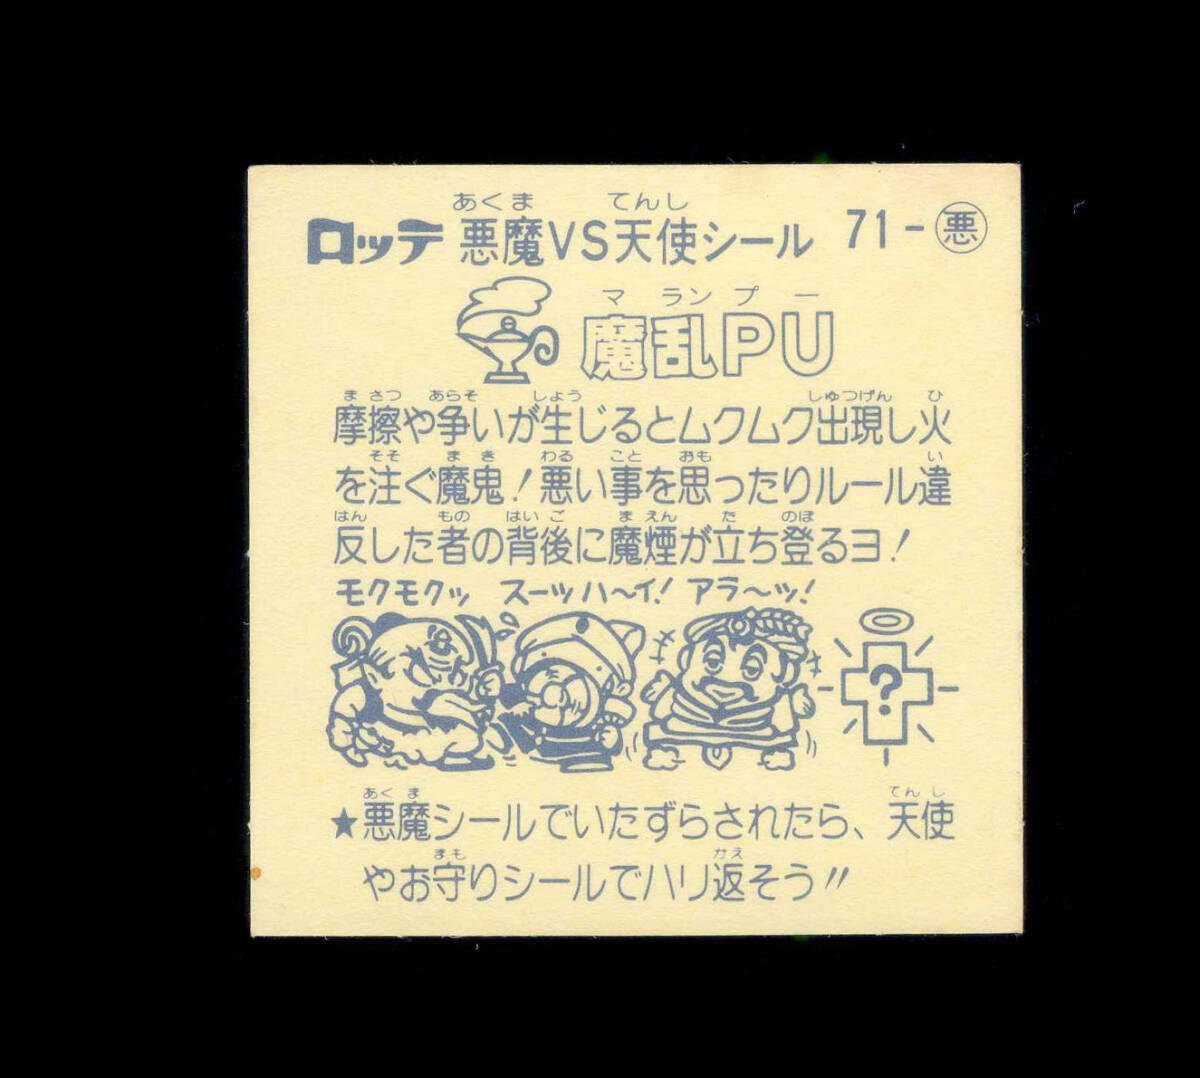 ロッテ 悪魔VS天使シール 71-悪
あくま てんし
魔乱PU
マランプー
摩擦や争いが生じるとムクムク出現し火
ま さつ あらそ しょう しゅつげん ひ
を注ぐ魔鬼！悪い事を思ったりルール違
そそ ま き わる こと おも い
反した者の背後に魔煙が立ち登るヨ！
はん もの はい ご ま えん た のぼ
モクモクッ スーッハ〜イ！ アラ〜ッ！
?
★悪魔シールでいたずらされたら、天使
あく ま てん し
やお守りシールでハリ返そう!!
まも かえ